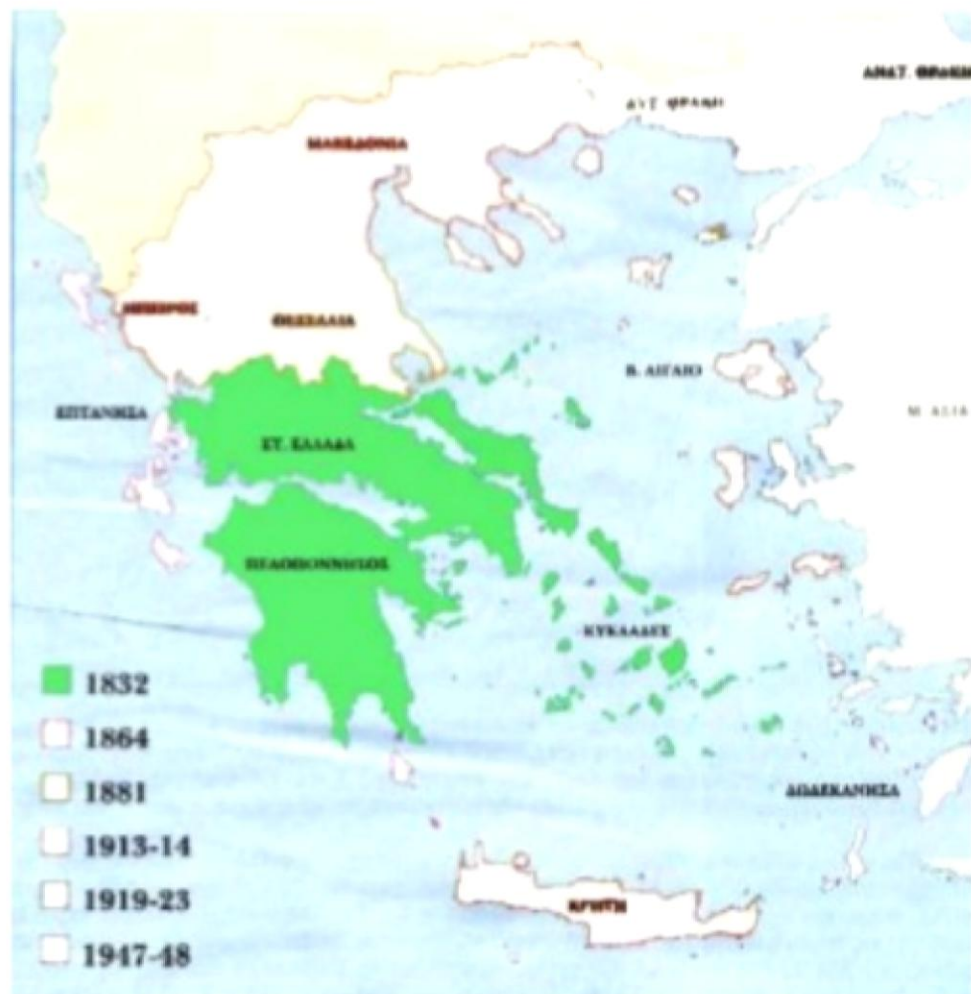 ΑΝΑΤ. ΘΡΑΚΗ
ΔΥΤ. ΘΡΑΚΗ
ΜΑΚΕΔΟΝΙΑ
ΗΠΕΙΡΟΣ
ΘΕΣΣΑΛΙΑ
Β. ΑΙΓΑΙΟ
ΕΠΤΑΝΗΣΑ
Μ. ΑΣΙΑ
ΣΤ. ΕΛΛΑΔΑ
ΠΕΛΟΠΟΝΝΗΣΟΣ
ΚΥΚΛΑΔΕΣ
ΔΩΔΕΚΑΝΗΣΑ
ΚΡΗΤΗ
1832
1864
1881
1913-14
1919-23
1947-48